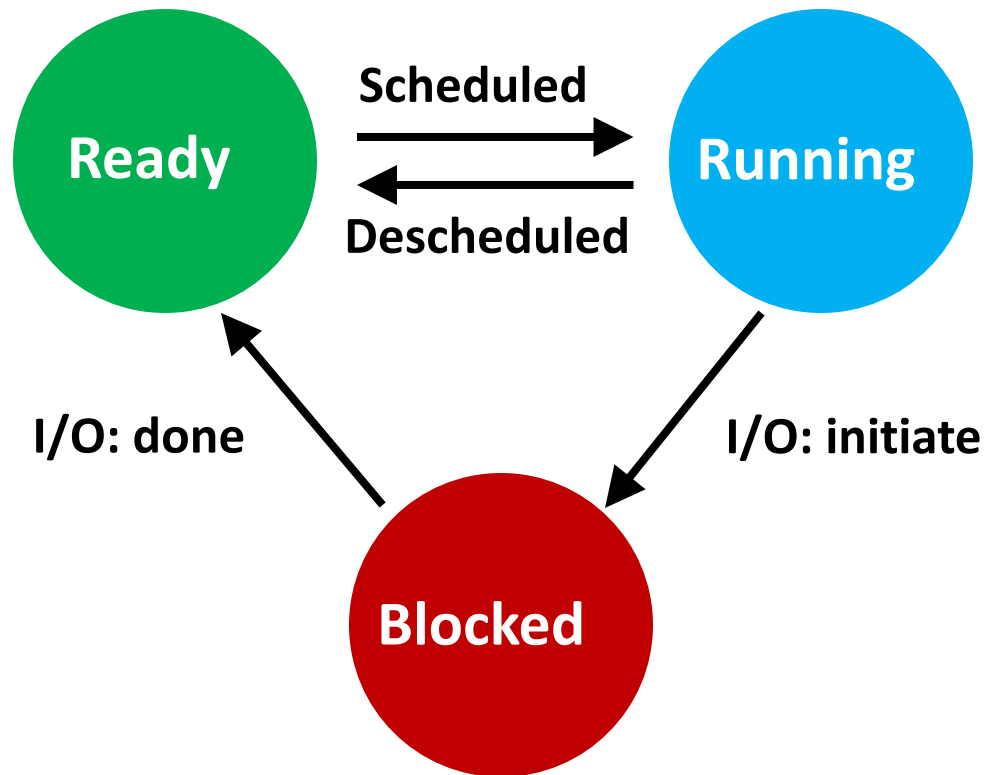 Scheduled
Ready
Running
Descheduled
I/O: done
I/O: initiate
Blocked